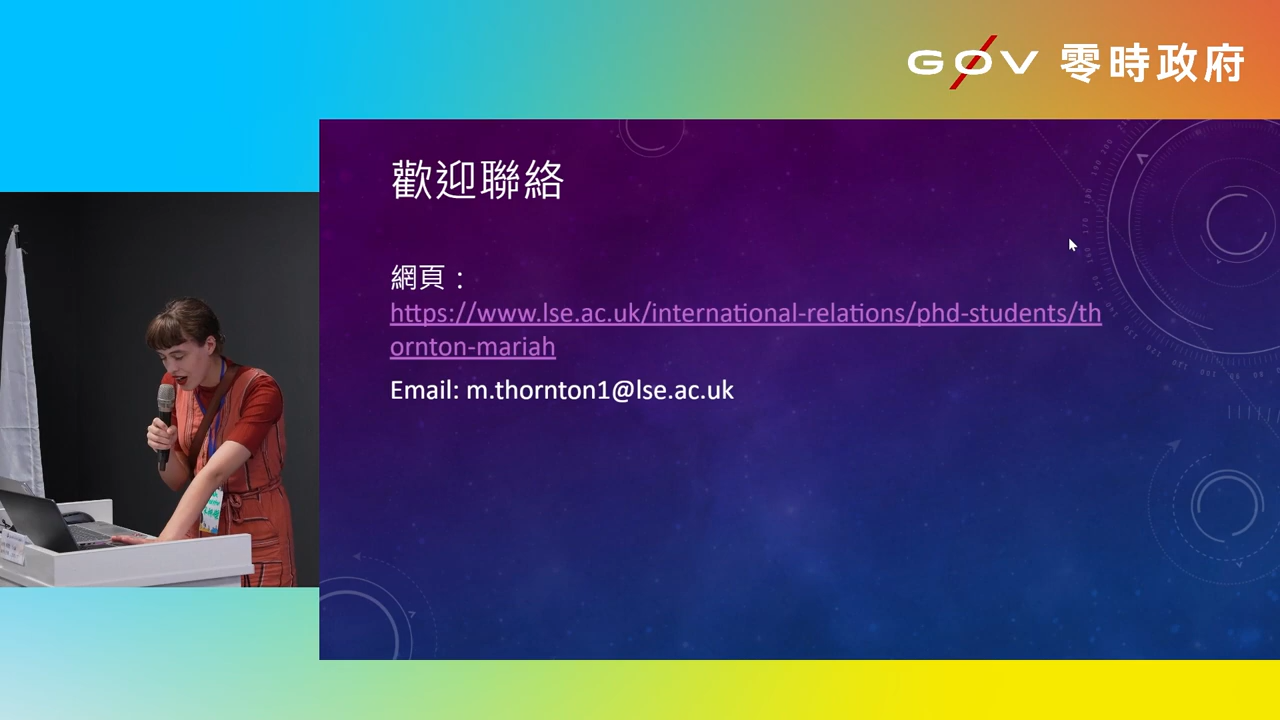 GØV 零時政府
歡迎聯絡
網頁：
https://www.lse.ac.uk/international-relations/phd-students/th
ornton-mariah
Email: m.thornton1@lse.ac.uk